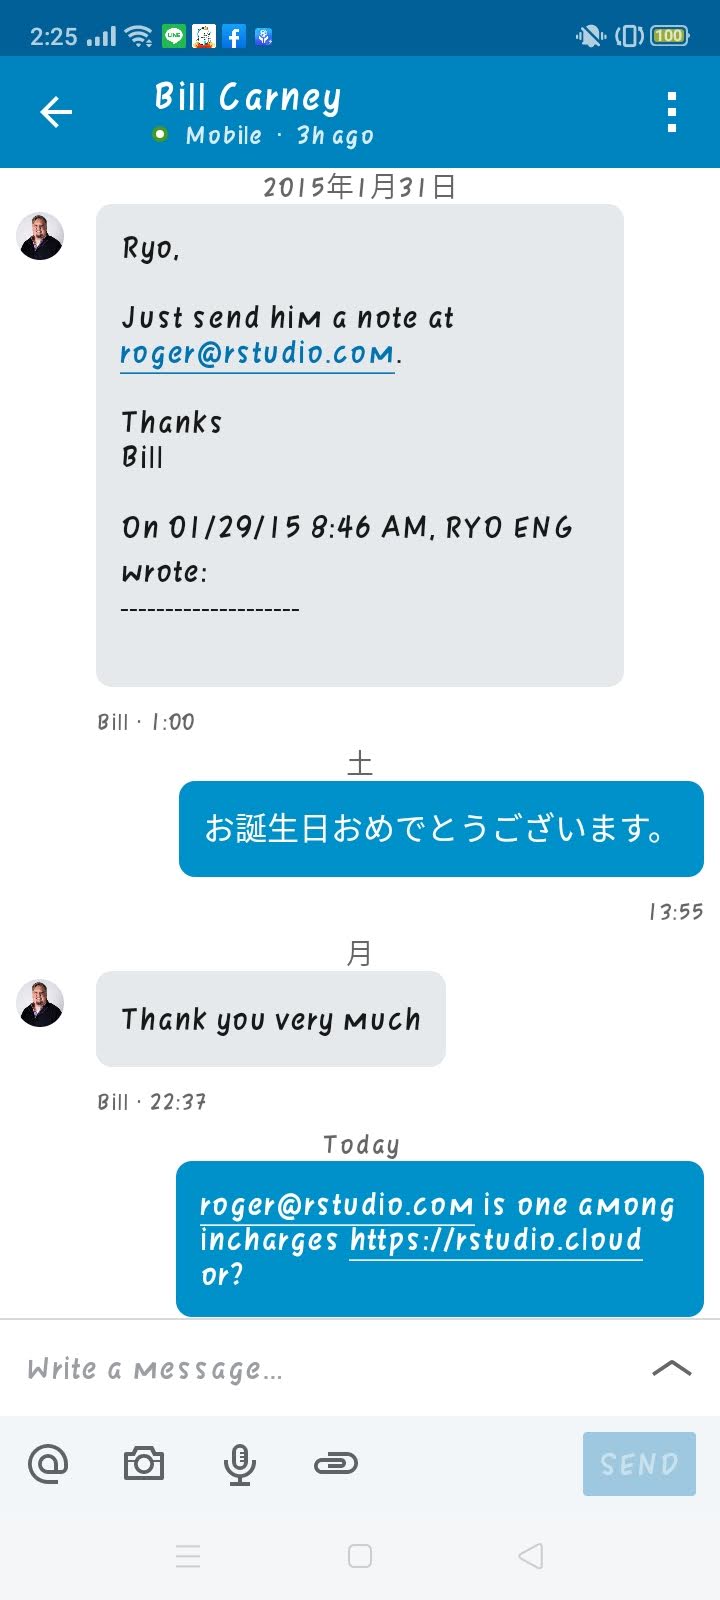 2:25
LINE
100
Bill Carney
Mobile · 3h ago
2015年1月31日
Ryo,
Just send him a note at
roger@rstudio.com.
Thanks
Bill
On 01/29/15 8:46 AM, RYO ENG
wrote:
--------------------
Bill · 1:00
土
お誕生日おめでとうございます。
13:55
月
Thank you very much
Bill · 22:37
Today
roger@rstudio.com is one among
incharges https://rstudio.cloud
or?
Write a message...
SEND